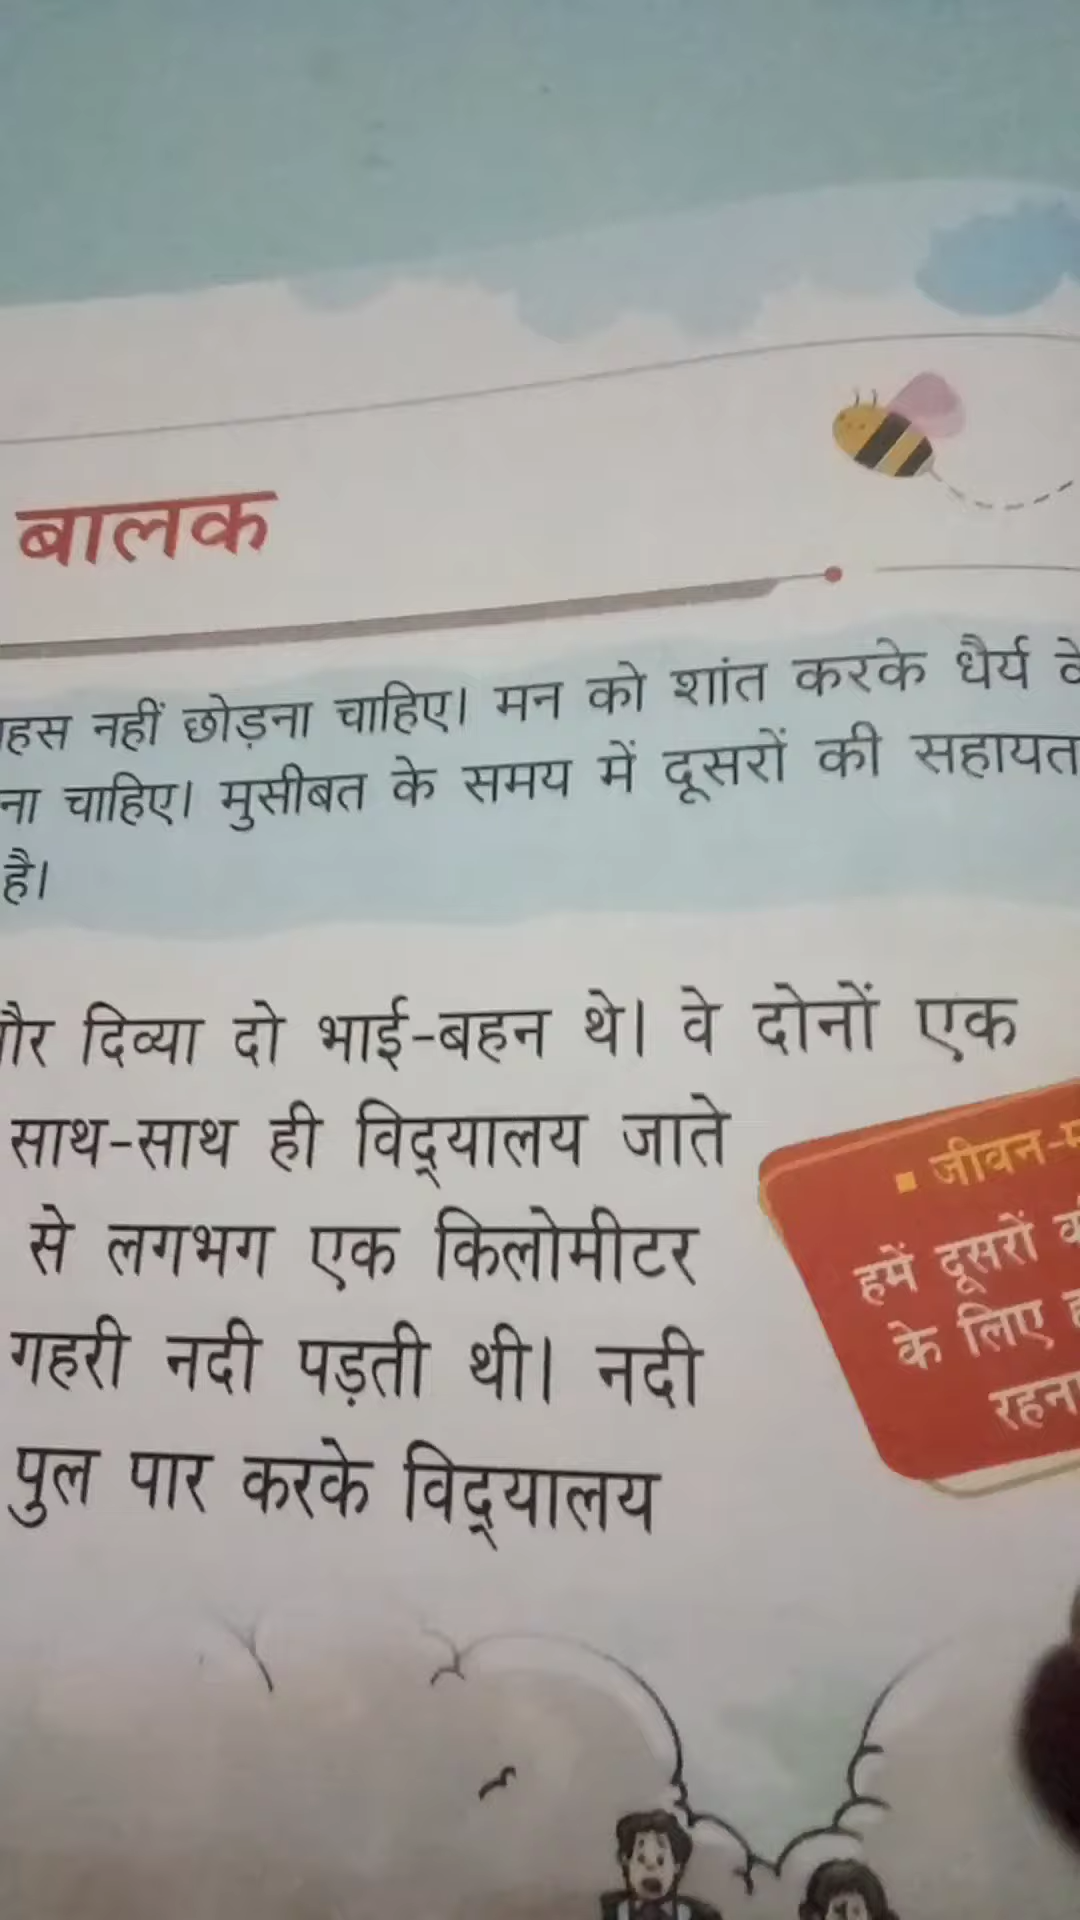 बालक
नहीं छोड़ना चाहिए। मन को शांत करके धैर्य
चाहिए। मुसीबत के समय में दूसरों की
है।
दिव्या दो भाई-बहन थे। वे दोनों एक
साथ-साथ ही विद्यालय जाते
से लगभग एक किलोमीटर
गहरी नदी पड़ती थी। नदी
पुल पार करके विद्यालय
जीवन-
हमें दूसरों
के लिए